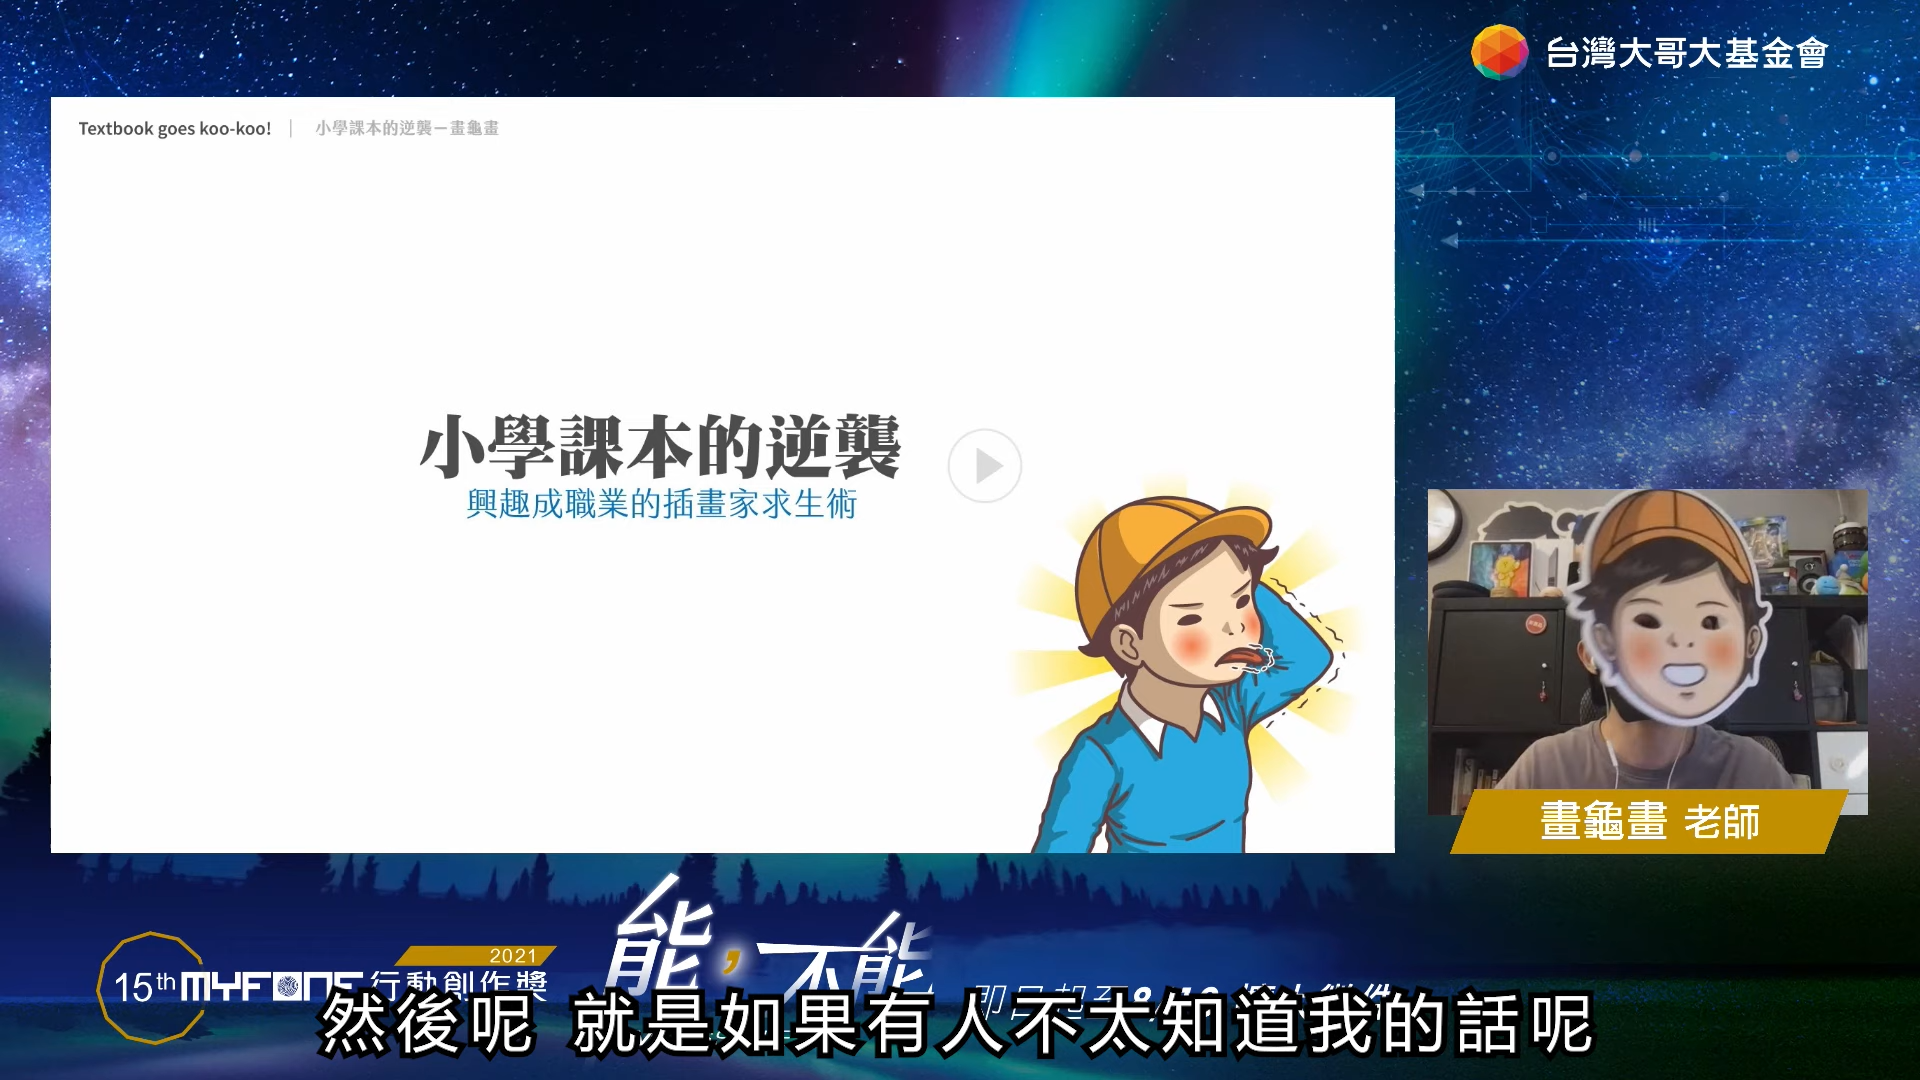 台灣大哥大基金會
Textbook goes koo-koo! | 小學課本的逆襲－畫龜畫
小學課本的逆襲
興趣成職業的插畫家求生術
畫龜畫 老師
2021
15th MYFONE 行動創作獎
能，不能
然後呢 就是如果有人不太知道我的話呢